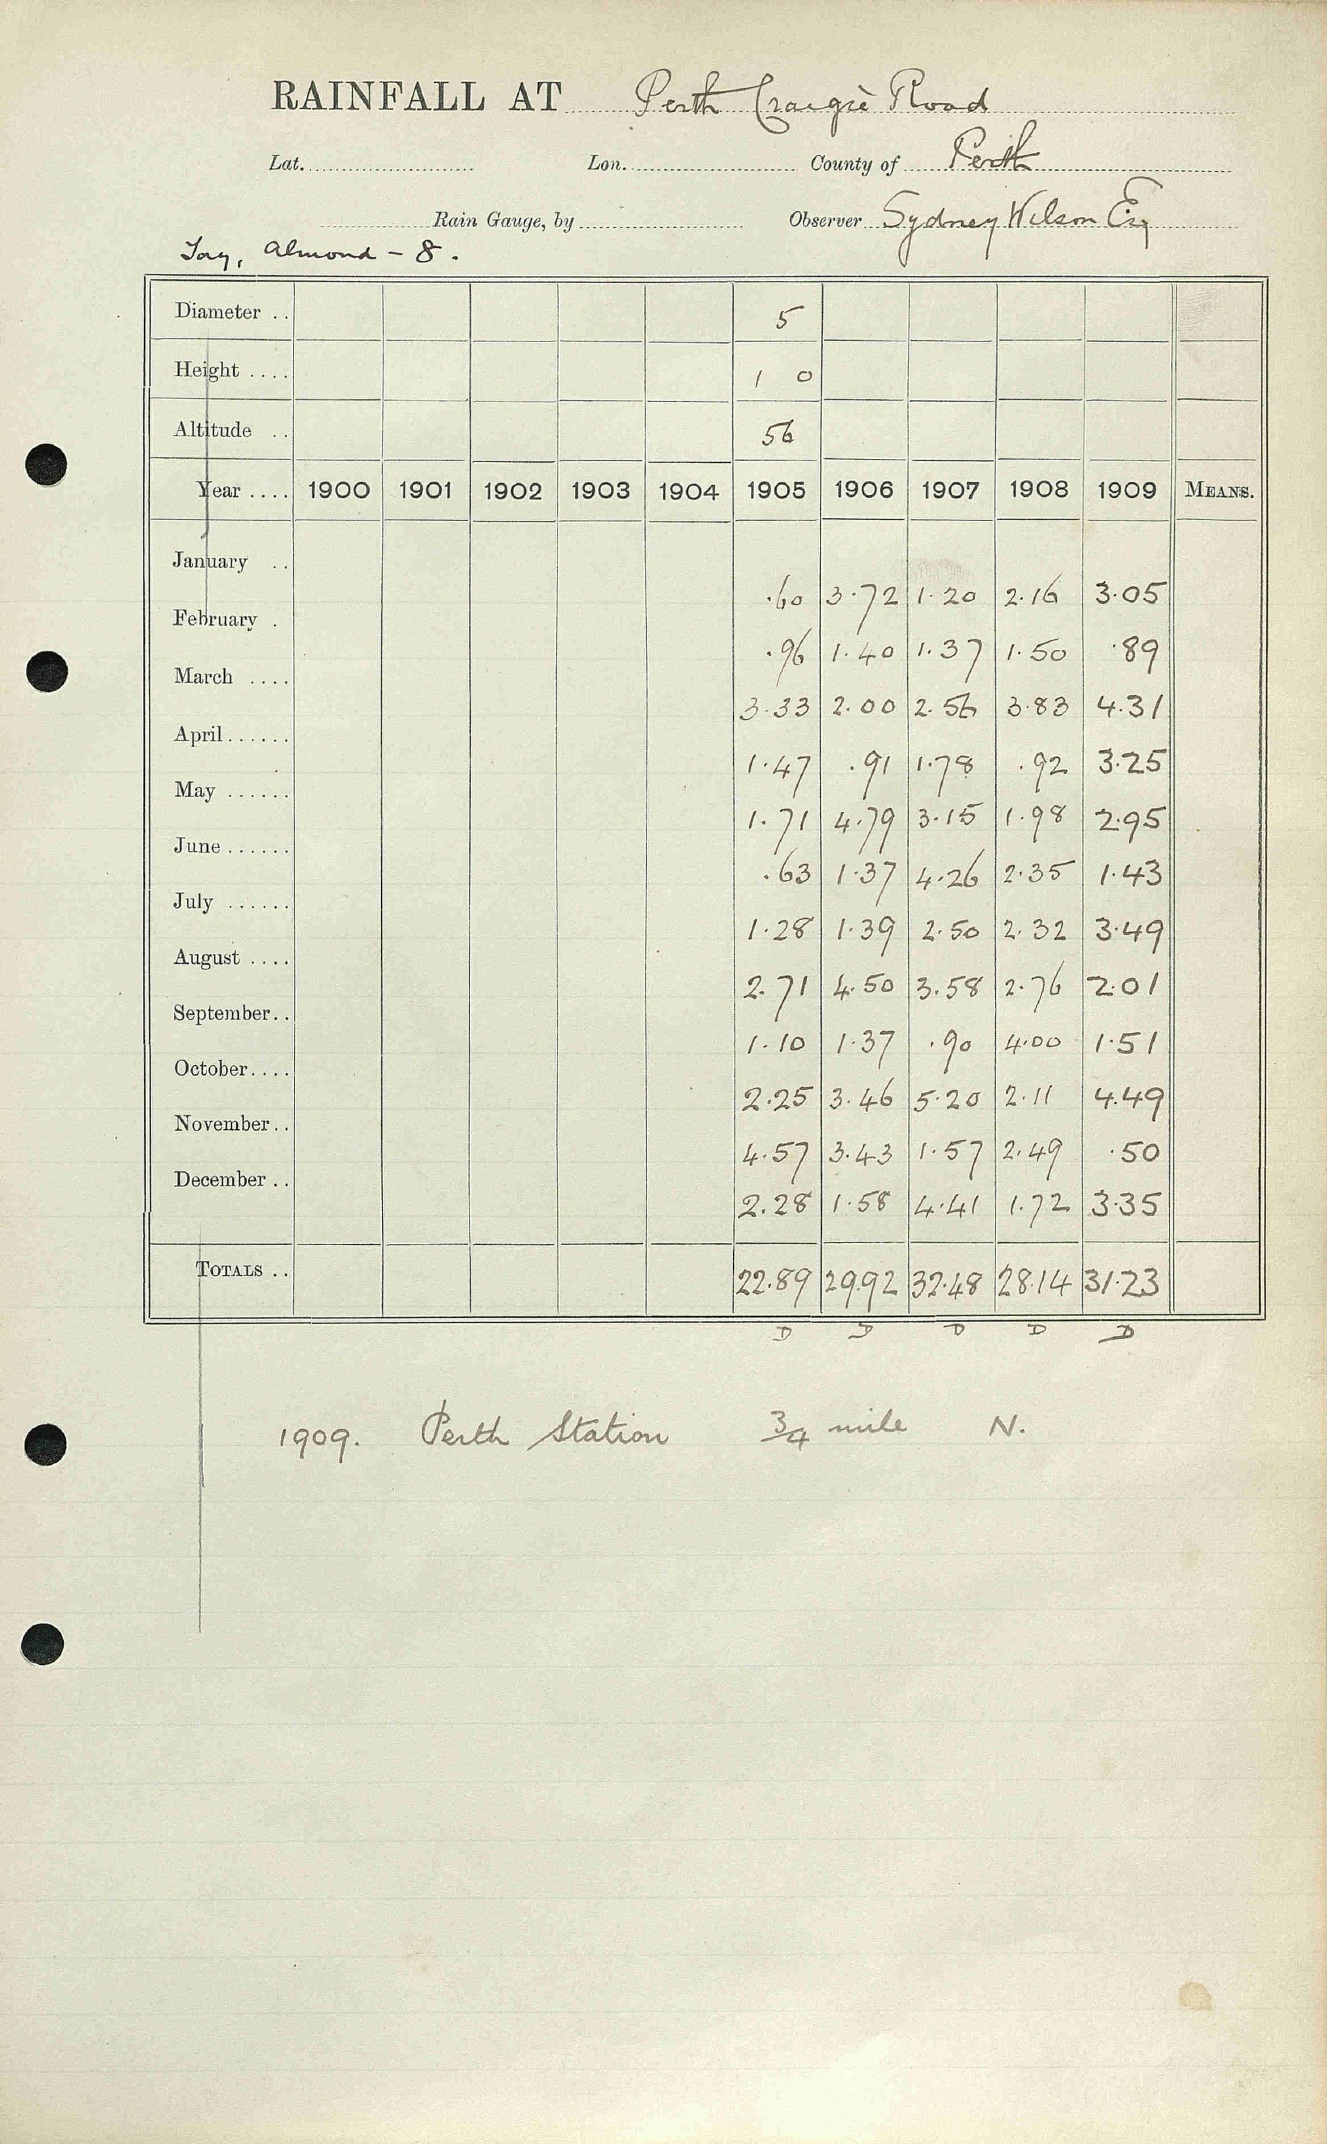 RAINFALL AT Perth Craigie Road
Lat. Lon. County of Perth
Rain Gauge, by Observer Sydney Wilson Esq
Tay, Almond - 8.
Diameter .. 5
Height .... 1 0
Altitude .. 56
Year .... 1900 1901 1902 1903 1904 1905 1906 1907 1908 1909 MEANS.
January .. .60 3.72 1.20 2.16 3.05
February . .96 1.40 1.37 1.50 .89
March .... 3.33 2.00 2.56 3.83 4.31
April ...... 1.47 .91 1.78 .92 3.25
May ...... 1.71 4.79 3.15 1.98 2.95
June ...... .63 1.37 4.26 2.35 1.43
July ...... 1.28 1.39 2.50 2.32 3.49
August .... 2.71 4.50 3.58 2.76 2.01
September.. 1.10 1.37 .90 4.00 1.51
October.... 2.25 3.46 5.20 2.11 4.49
November.. 4.57 3.43 1.57 2.49 .50
December .. 2.28 1.58 4.41 1.72 3.35
TOTALS .. 22.89 29.92 32.48 28.14 31.23
D D D D D
1909. Perth Station 3/4 mile N.